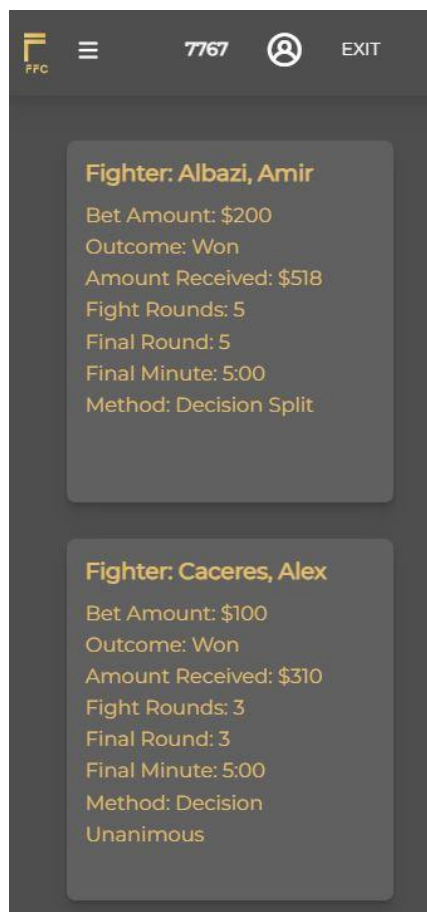 FFC
7767
EXIT
Fighter: Albazi, Amir
Bet Amount: $200
Outcome: Won
Amount Received: $518
Fight Rounds: 5
Final Round: 5
Final Minute: 5:00
Method: Decision Split
Fighter: Caceres, Alex
Bet Amount: $100
Outcome: Won
Amount Received: $310
Fight Rounds: 3
Final Round: 3
Final Minute: 5:00
Method: Decision
Unanimous